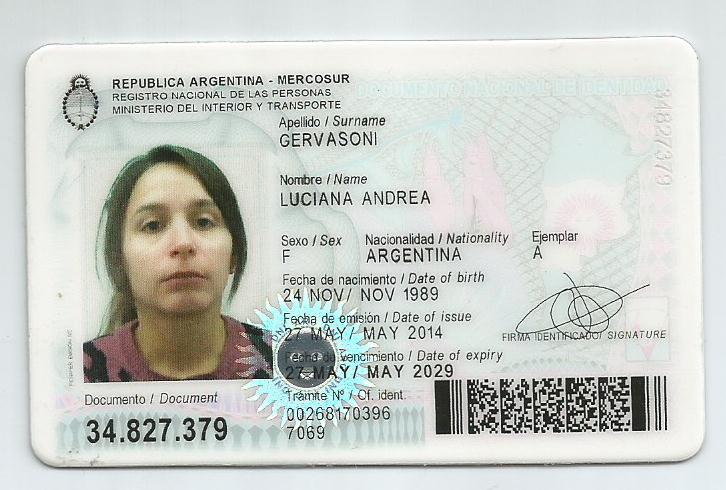 REPUBLICA ARGENTINA - MERCOSUR
REGISTRO NACIONAL DE LAS PERSONAS
MINISTERIO DEL INTERIOR Y TRANSPORTE
DOCUMENTO NACIONAL DE IDENTIDAD
Apellido / Surname
GERVASONI
Nombre / Name
LUCIANA ANDREA
Sexo / Sex Nacionalidad / Nationality Ejemplar
F ARGENTINA A
Fecha de nacimiento / Date of birth
24 NOV/ NOV 1989
Fecha de emisión / Date of issue
27 MAY/ MAY 2014
FIRMA IDENTIFICADO/ SIGNATURE
Fecha de vencimiento / Date of expiry
27 MAY/ MAY 2029
Documento / Document
34.827.379
Trámite Nº / Of. ident.
00268170396
7069
34827379